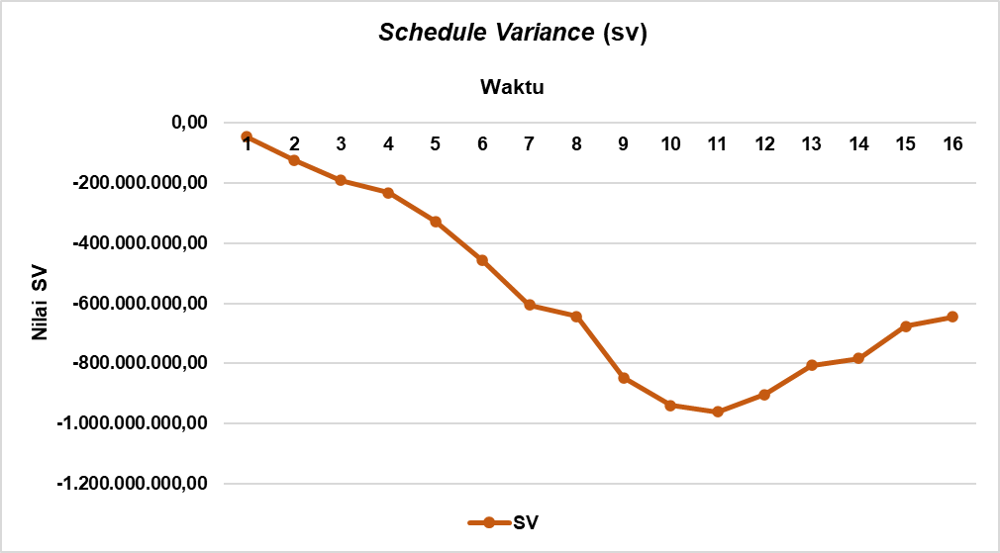 Schedule Variance (sv)
Waktu
0,00
1 2 3 4 5 6 7 8 9 10 11 12 13 14 15 16
-200.000.000,00
-400.000.000,00
-600.000.000,00
-800.000.000,00
-1.000.000.000,00
-1.200.000.000,00
Nilai SV
SV